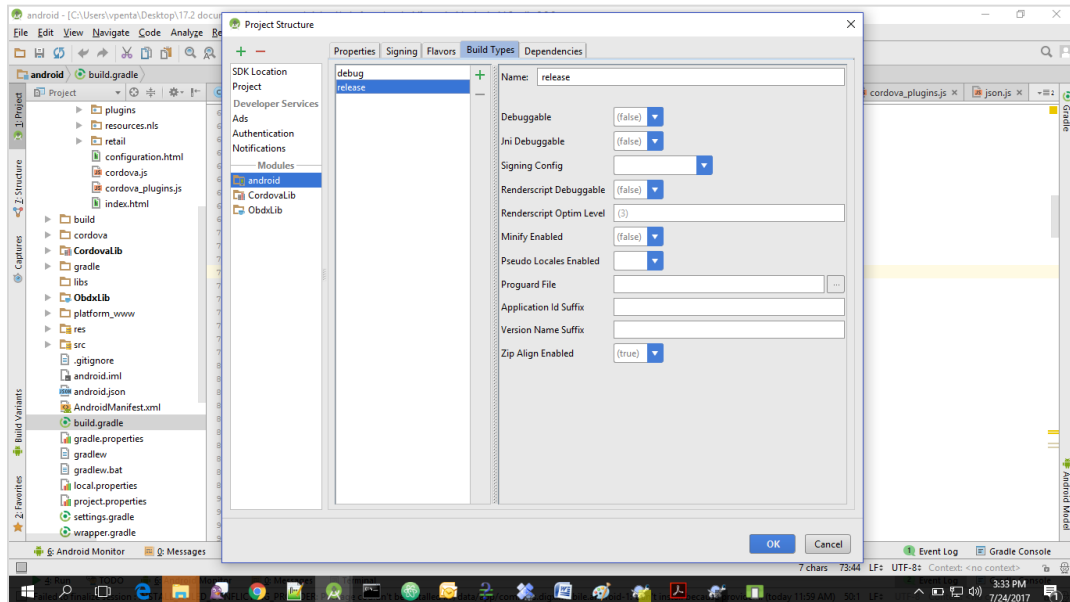 android - [C:\Users\vpenta\Desktop\17.2 docu
File Edit View Navigate Code Analyze Re
android build.gradle
Project
plugins
resources.nls
retail
configuration.html
cordova.js
cordova_plugins.js
index.html
build
cordova
CordovaLib
gradle
libs
ObdxLib
platform_www
res
src
.gitignore
android.iml
android.json
AndroidManifest.xml
build.gradle
gradle.properties
gradlew
gradlew.bat
local.properties
project.properties
settings.gradle
wrapper.gradle
1: Project
Z: Structure
Captures
Build Variants
2: Favorites
Project Structure
SDK Location
Project
Developer Services
Ads
Authentication
Notifications
Modules
android
CordovaLib
ObdxLib
Properties Signing Flavors Build Types Dependencies
debug
release
Name: release
Debuggable (false)
Jni Debuggable (false)
Signing Config
Renderscript Debuggable (false)
Renderscript Optim Level (3)
Minify Enabled (false)
Pseudo Locales Enabled
Proguard File ...
Application Id Suffix
Version Name Suffix
Zip Align Enabled (true)
OK Cancel
cordova_plugins.js json.js
Gradle
Android Model
6: Android Monitor 0: Messages
Event Log Gradle Console
7 chars 73:44 LF÷ UTF-8÷ Context: <no context>
3:33 PM
7/24/2017